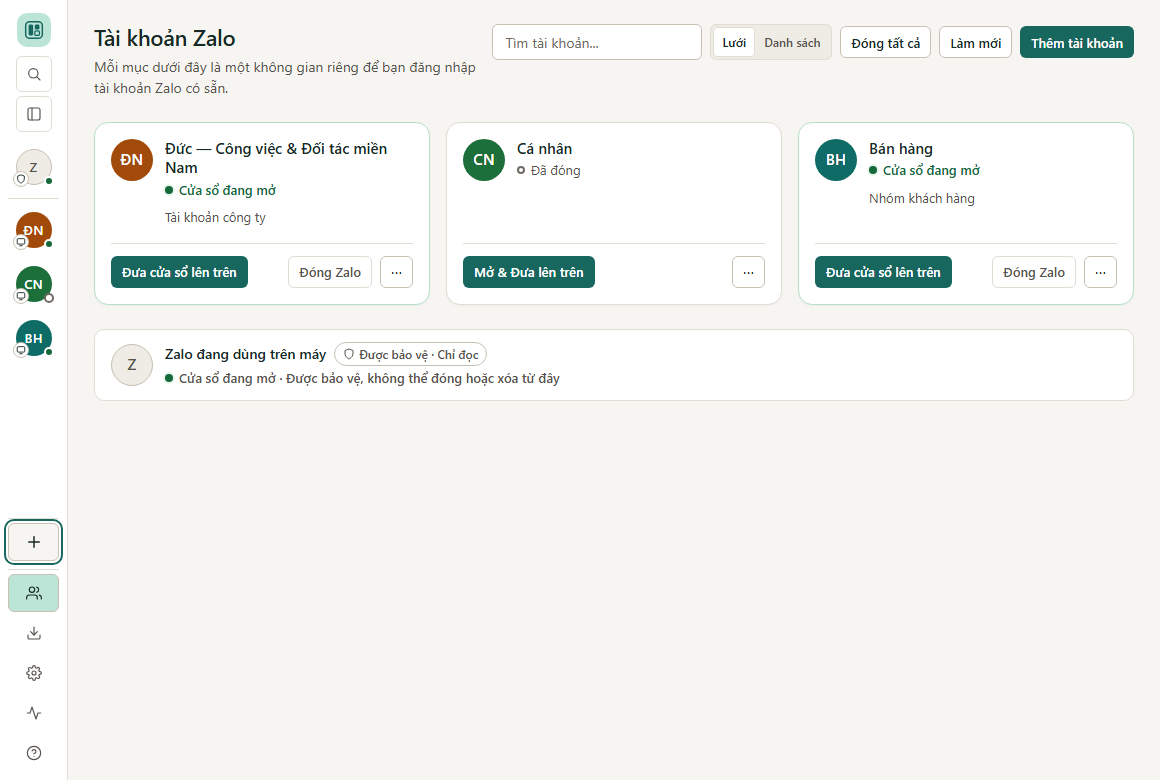 Tài khoản Zalo
Mỗi mục dưới đây là một không gian riêng để bạn đăng nhập
tài khoản Zalo có sẵn.
Tìm tài khoản...
Lưới
Danh sách
Đóng tất cả
Làm mới
Thêm tài khoản
Z
ĐN
CN
BH
ĐN
Đức — Công việc & Đối tác miền
Nam
Cửa sổ đang mở
Tài khoản công ty
Đưa cửa sổ lên trên
Đóng Zalo
...
CN
Cá nhân
Đã đóng
Mở & Đưa lên trên
...
BH
Bán hàng
Cửa sổ đang mở
Nhóm khách hàng
Đưa cửa sổ lên trên
Đóng Zalo
...
Z
Zalo đang dùng trên máy
Được bảo vệ · Chỉ đọc
Cửa sổ đang mở · Được bảo vệ, không thể đóng hoặc xóa từ đây